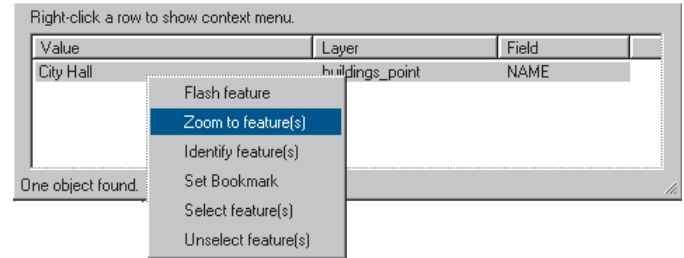 Right-click a row to show context menu.
Value Layer Field
City Hall buildings_point NAME
Flash feature
Zoom to feature(s)
Identify feature(s)
One object found. Set Bookmark
Select feature(s)
Unselect feature(s)